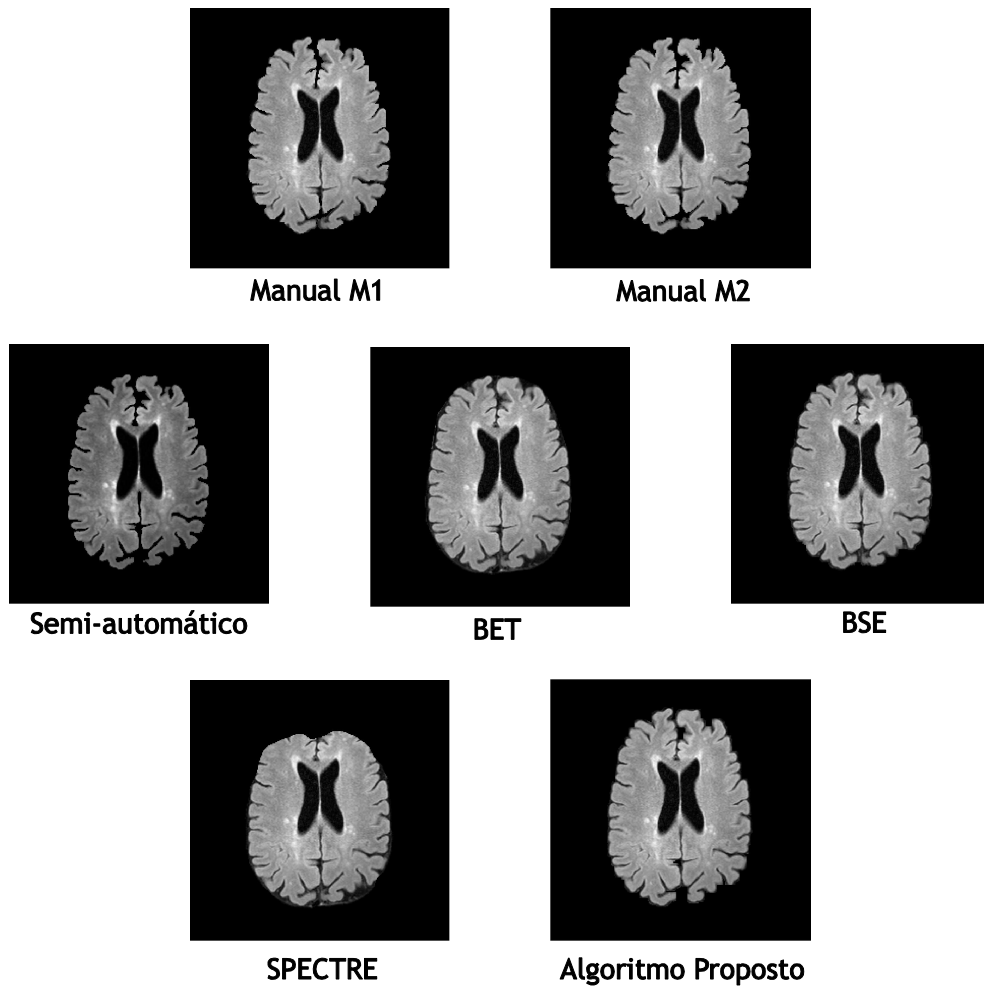 Manual M1
Manual M2
Semi-automático
BET
BSE
SPECTRE
Algoritmo Proposto